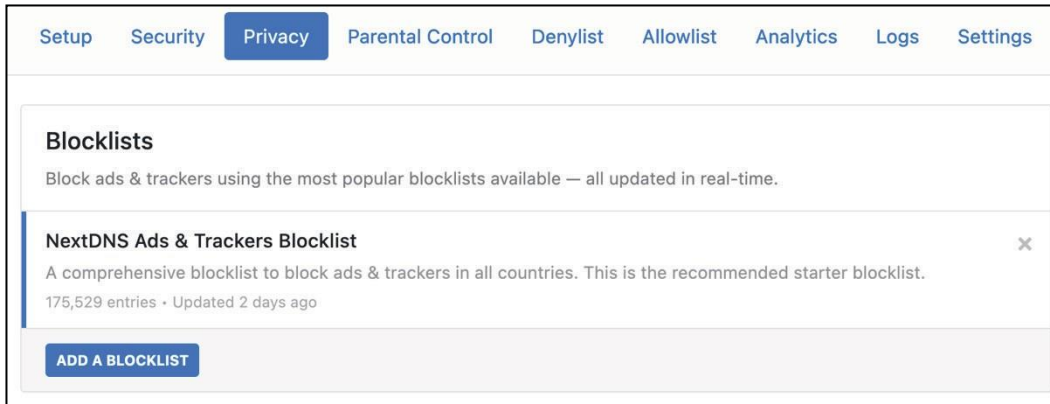 Setup Security Privacy Parental Control Denylist Allowlist Analytics Logs Settings
Blocklists
Block ads & trackers using the most popular blocklists available — all updated in real-time.
NextDNS Ads & Trackers Blocklist
A comprehensive blocklist to block ads & trackers in all countries. This is the recommended starter blocklist.
175,529 entries • Updated 2 days ago
ADD A BLOCKLIST